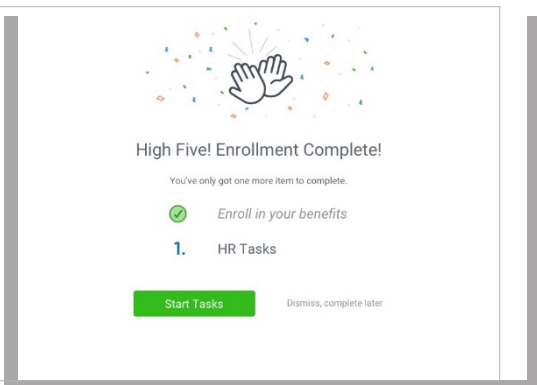 High Five! Enrollment Complete!
You've only got one more item to complete.
Enroll in your benefits
1. HR Tasks
Start Tasks
Dismiss, complete later